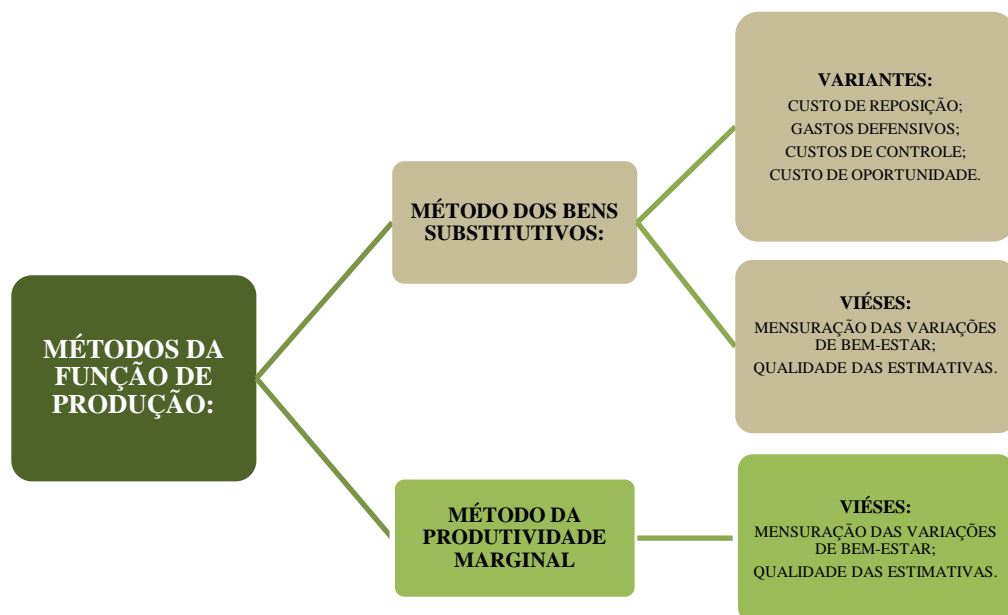 MÉTODOS DA
FUNÇÃO DE
PRODUÇÃO:
MÉTODO DOS BENS
SUBSTITUTIVOS:
VARIANTES:
CUSTO DE REPOSIÇÃO;
GASTOS DEFENSIVOS;
CUSTOS DE CONTROLE;
CUSTO DE OPORTUNIDADE.
VIÉSES:
MENSURAÇÃO DAS VARIAÇÕES
DE BEM-ESTAR;
QUALIDADE DAS ESTIMATIVAS.
MÉTODO DA
PRODUTIVIDADE
MARGINAL
VIÉSES:
MENSURAÇÃO DAS VARIAÇÕES
DE BEM-ESTAR;
QUALIDADE DAS ESTIMATIVAS.